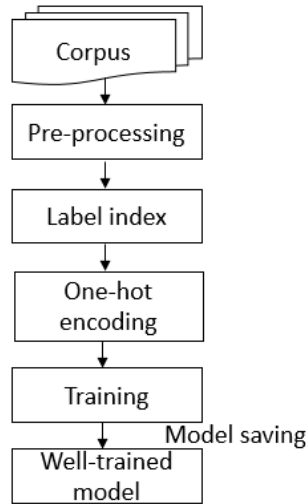 Corpus
Pre-processing
Label index
One-hot
encoding
Training
Model saving
Well-trained
model